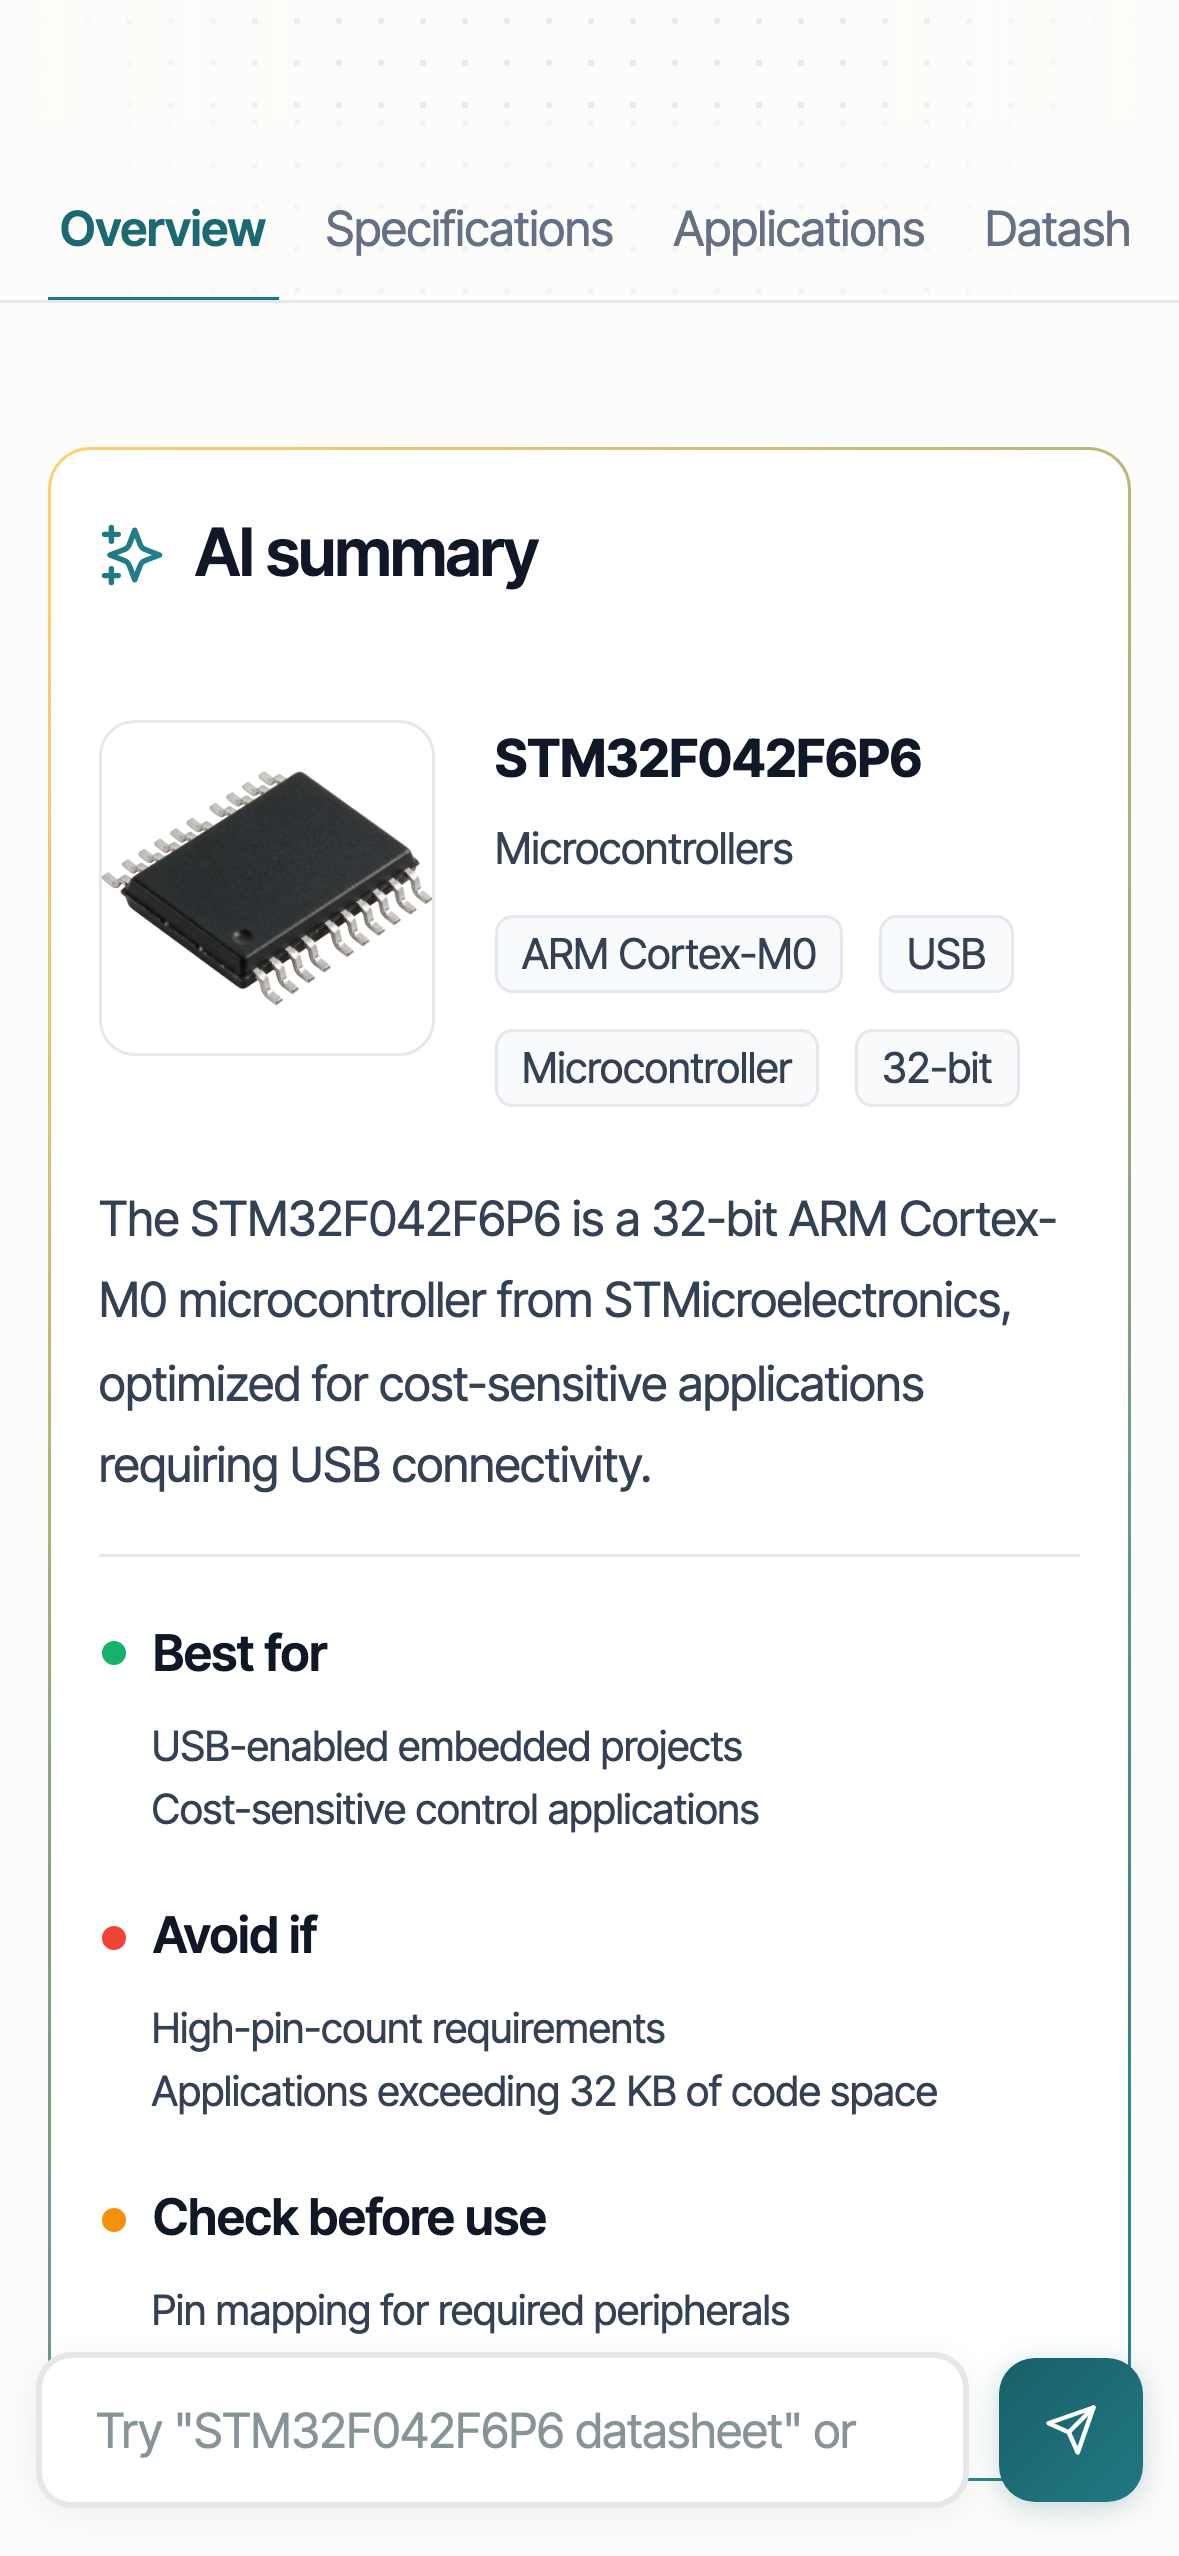 Overview Specifications Applications Datash
AI summary
STM32F042F6P6
Microcontrollers
ARM Cortex-M0 USB
Microcontroller 32-bit
The STM32F042F6P6 is a 32-bit ARM Cortex-
M0 microcontroller from STMicroelectronics,
optimized for cost-sensitive applications
requiring USB connectivity.
Best for
USB-enabled embedded projects
Cost-sensitive control applications
Avoid if
High-pin-count requirements
Applications exceeding 32 KB of code space
Check before use
Pin mapping for required peripherals
Try "STM32F042F6P6 datasheet" or